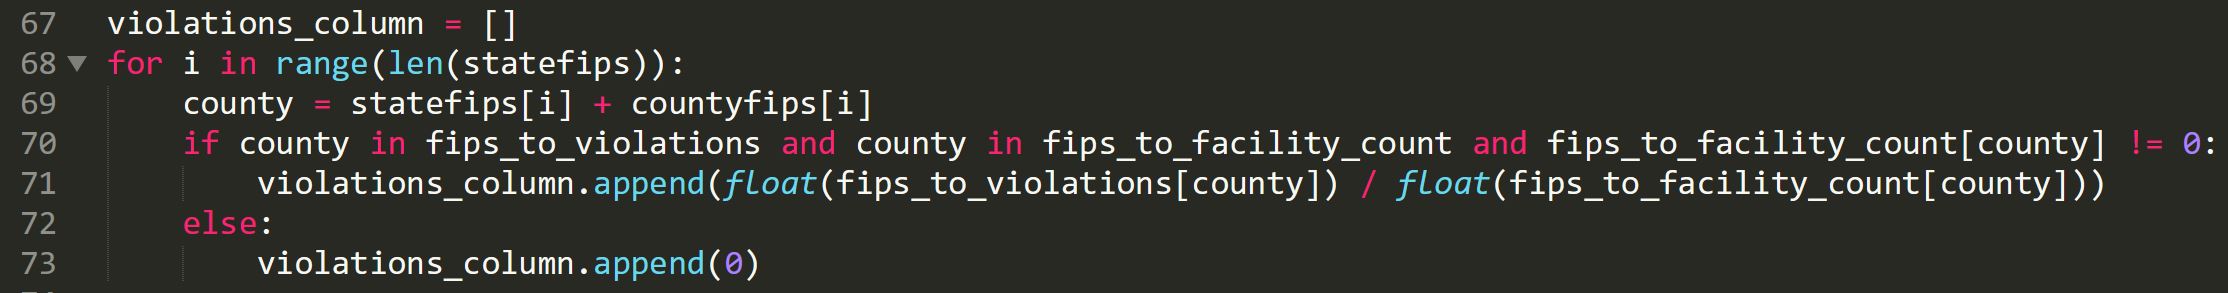 67 violations_column = []
68 for i in range(len(statefips)):
69     county = statefips[i] + countyfips[i]
70     if county in fips_to_violations and county in fips_to_facility_count and fips_to_facility_count[county] != 0:
71         violations_column.append(float(fips_to_violations[county]) / float(fips_to_facility_count[county]))
72     else:
73         violations_column.append(0)